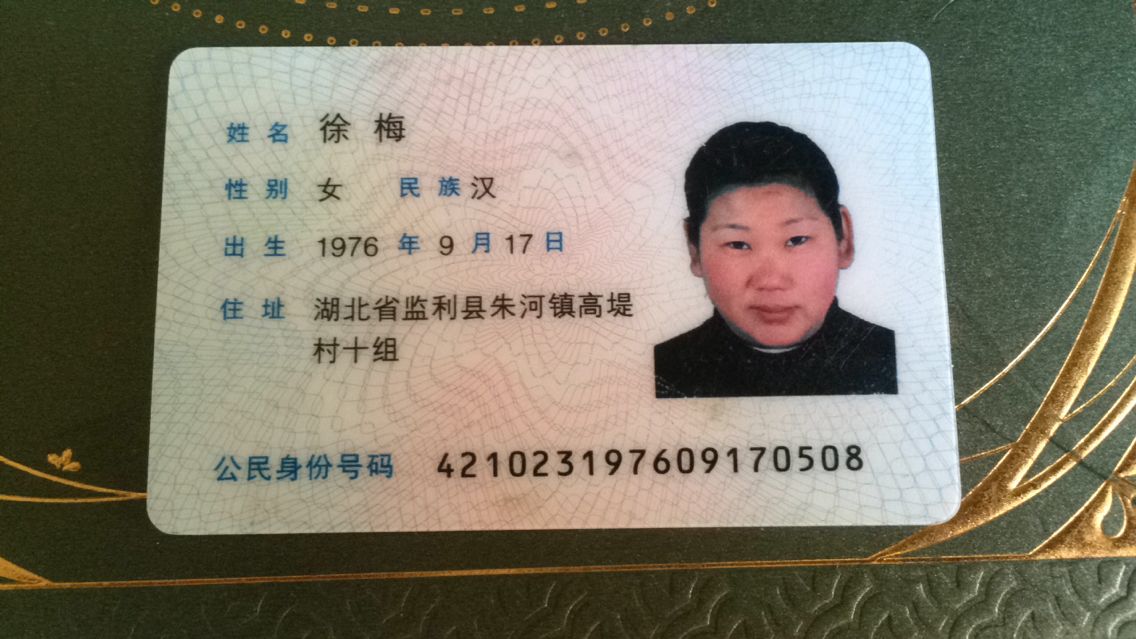 姓名 徐梅
性别 女 民族 汉
出生 1976 年 9 月 17 日
住址 湖北省监利县朱河镇高堤
村十组
公民身份号码 421023197609170508